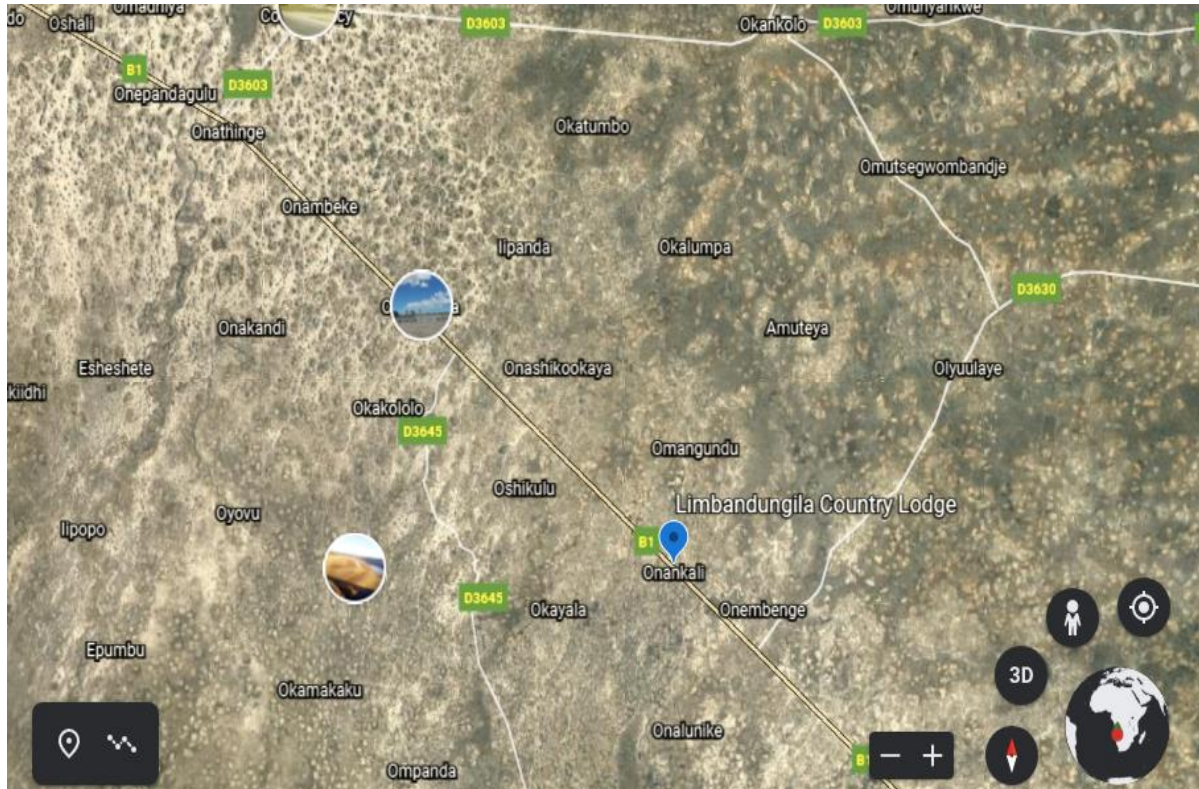 Oshali
D3603
Okankolo
D3603
B1
D3603
Onepandagulu
Onathinge
Okatumbo
Omutsegwombandje
Onambeke
Iipanda
Okalumpa
D3630
Onakandi
Amuteya
Esheshete
Onashikookaya
Olyuulaye
kiidhi
Okakololo
D3645
Omangundu
Oshikulu
Limbandungila Country Lodge
Oyovu
Iipopo
B1
Onankali
D3645
Okayala
Onembenge
Epumbu
3D
Okamakaku
Onalunike
Ompanda